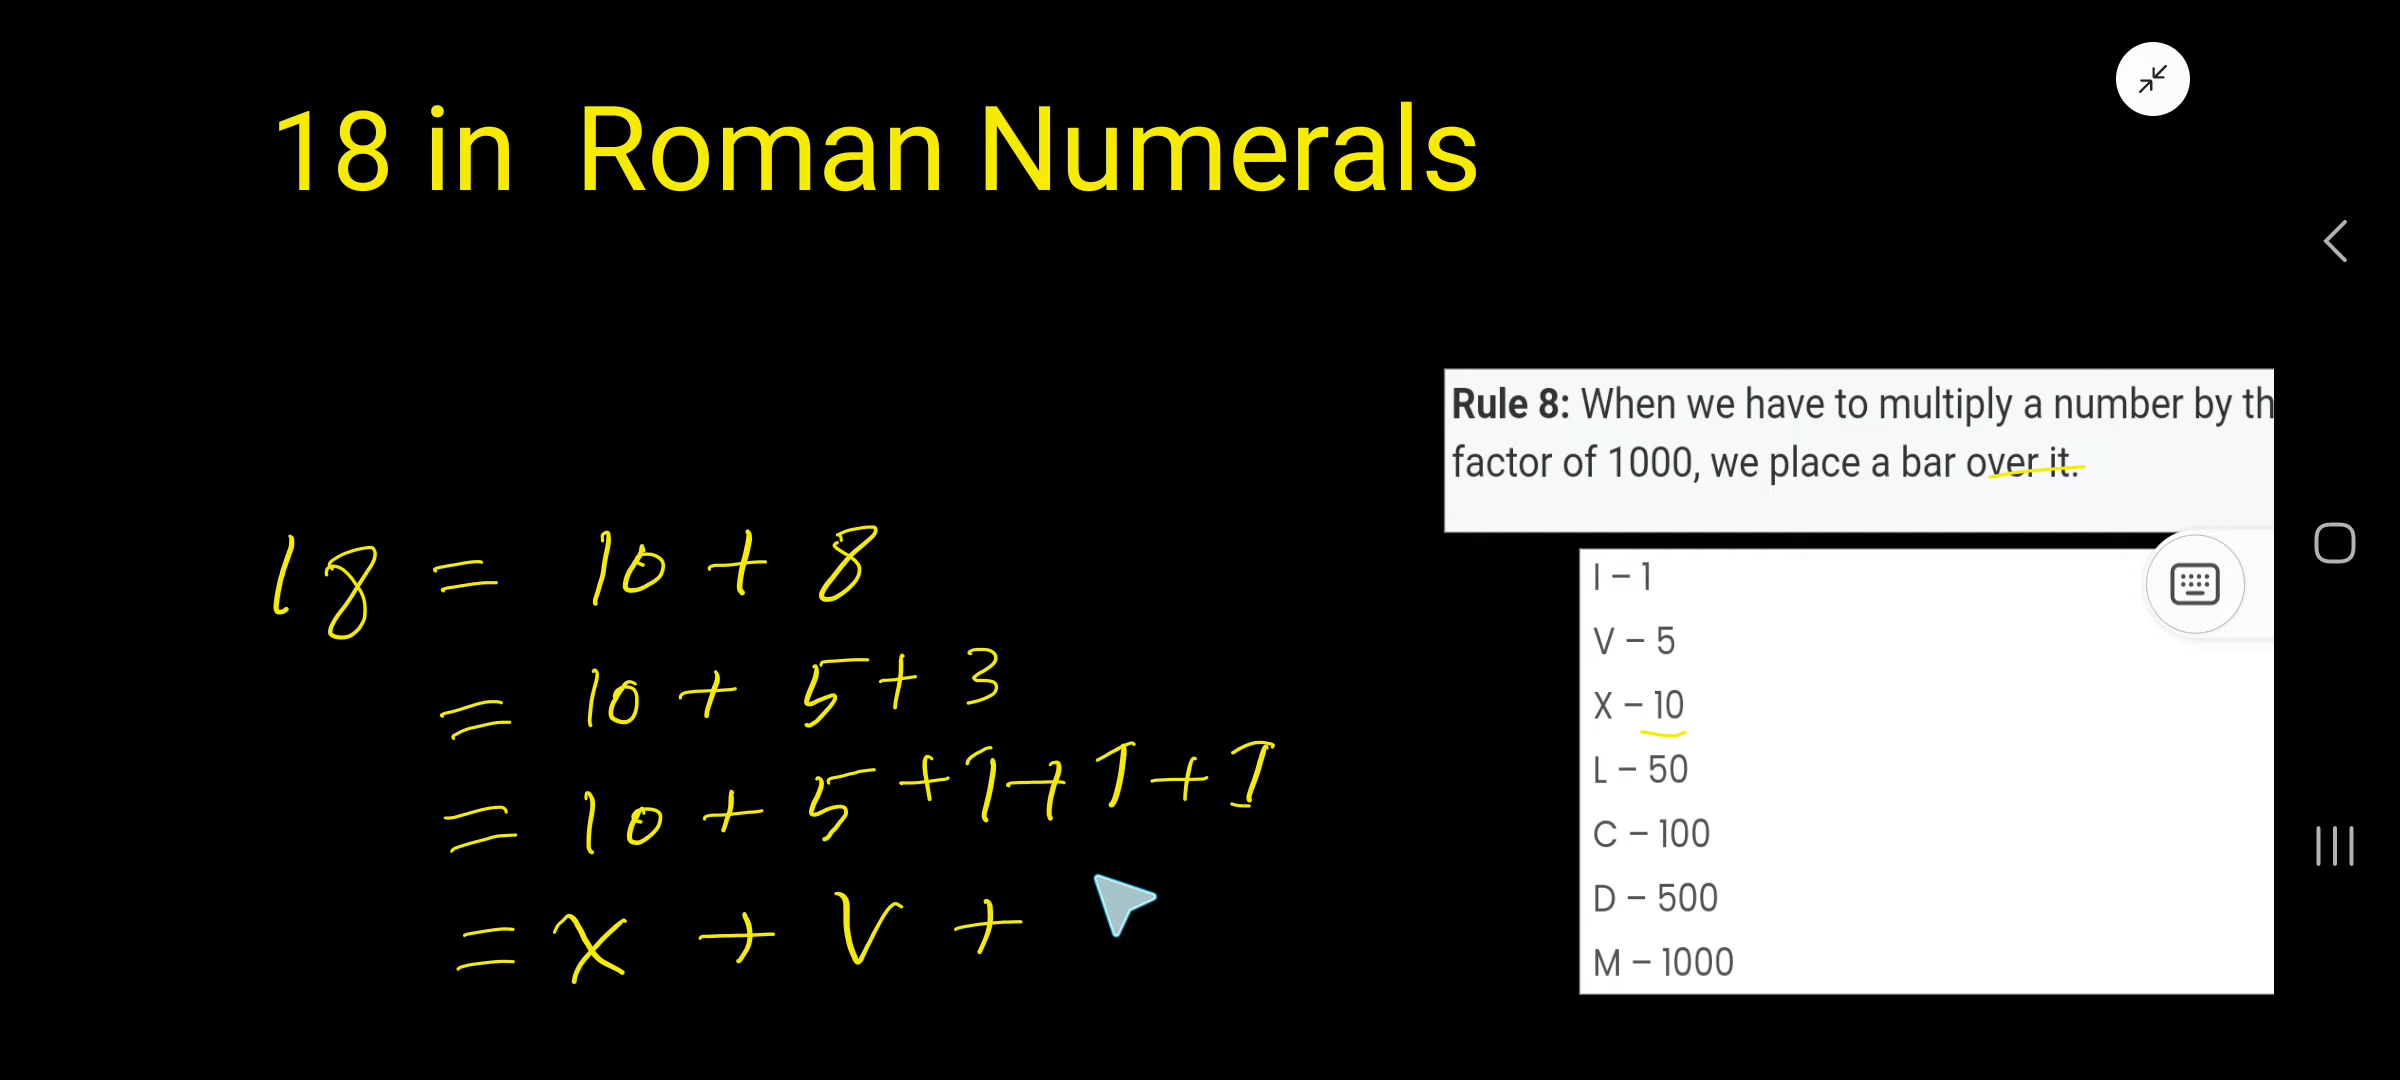 18 in Roman Numerals
Rule 8: When we have to multiply a number by th
factor of 1000, we place a bar over it.
18 = 10 + 8
= 10 + 5 + 3
= 10 + 5 + 1 + 1 + 1
= X + V +
I – 1
V – 5
X – 10
L – 50
C – 100
D – 500
M – 1000